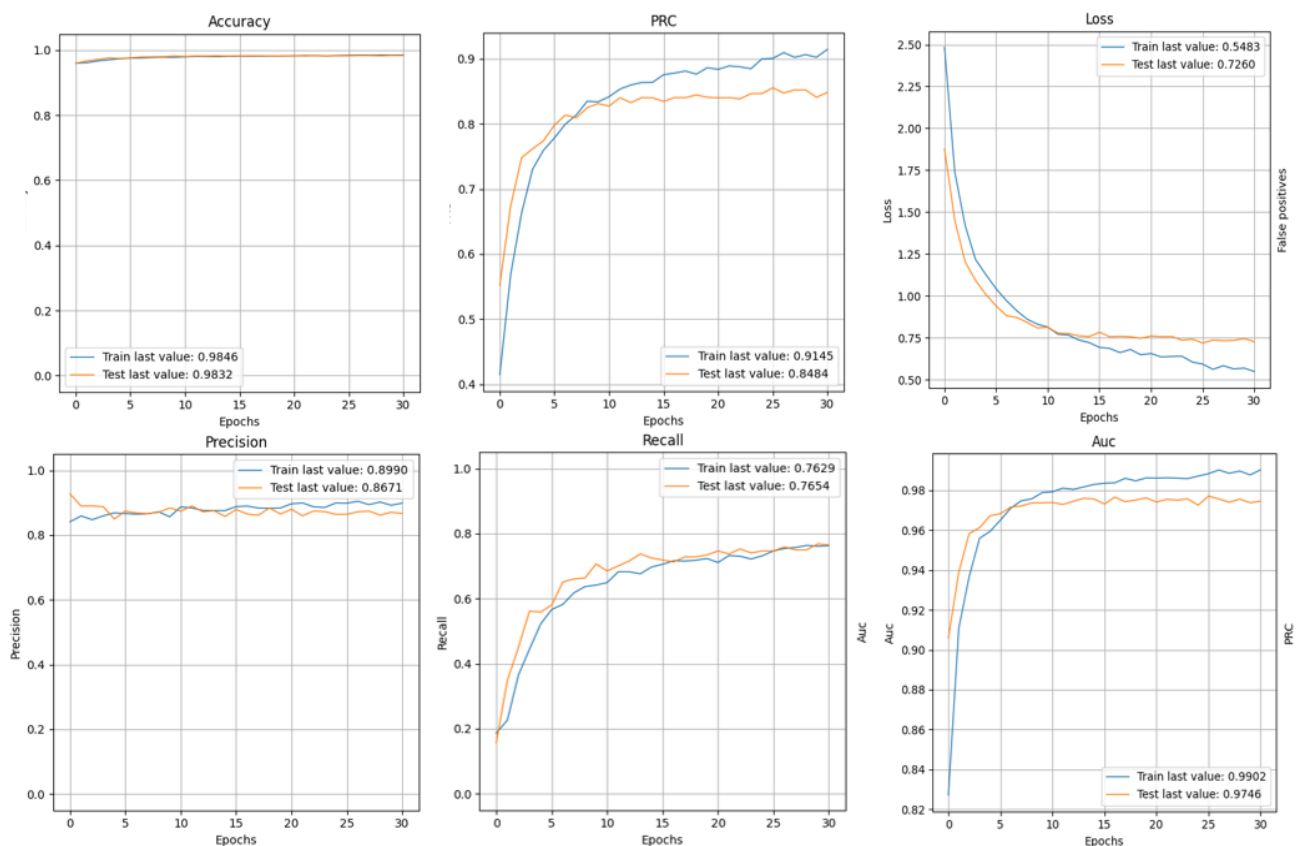 Accuracy
1.0
0.8
0.6
0.4
0.2
0.0
Train last value: 0.9846
Test last value: 0.9832
0 5 10 15 20 25 30
Epochs
PRC
0.9
0.8
0.7
0.6
0.5
0.4
Train last value: 0.9145
Test last value: 0.8484
0 5 10 15 20 25 30
Epochs
Loss
Loss
2.50
2.25
2.00
1.75
1.50
1.25
1.00
0.75
0.50
Train last value: 0.5483
Test last value: 0.7260
0 5 10 15 20 25 30
Epochs
False positives
Precision
Precision
1.0
0.8
0.6
0.4
0.2
0.0
Train last value: 0.8990
Test last value: 0.8671
0 5 10 15 20 25 30
Epochs
Recall
Recall
1.0
0.8
0.6
0.4
0.2
0.0
Train last value: 0.7629
Test last value: 0.7654
0 5 10 15 20 25 30
Epochs
Auc
Auc
Auc
0.98
0.96
0.94
0.92
0.90
0.88
0.86
0.84
0.82
Train last value: 0.9902
Test last value: 0.9746
0 5 10 15 20 25 30
Epochs
PRC